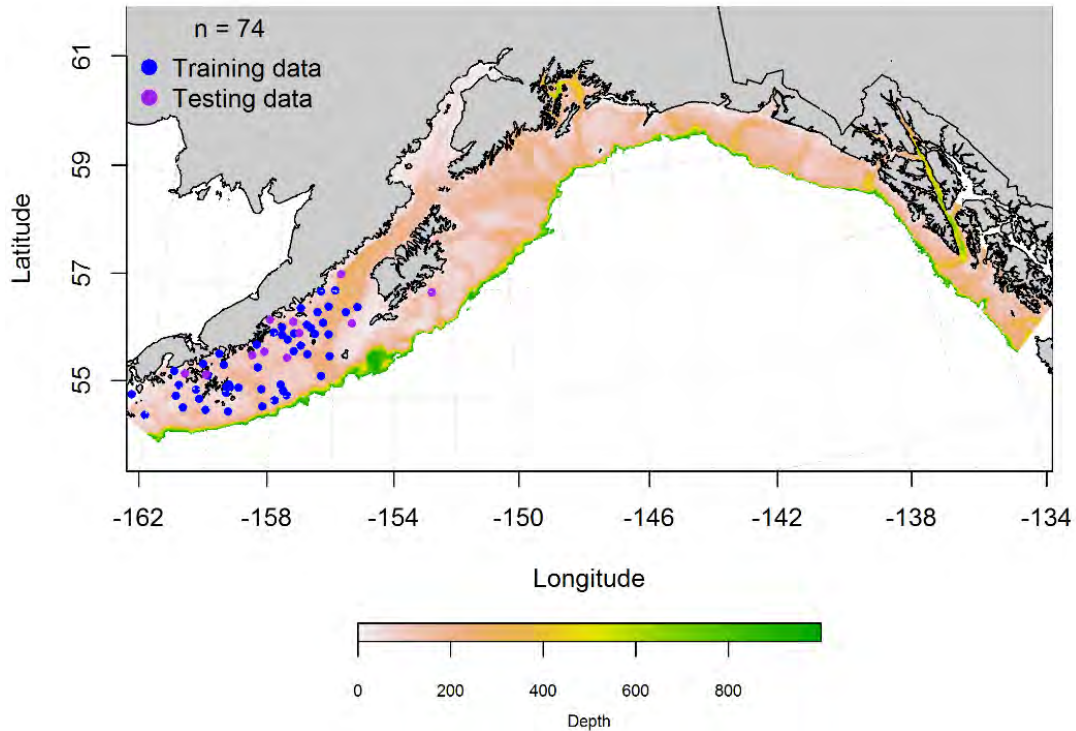 n = 74
Training data
Testing data
61
59
57
55
Latitude
-162 -158 -154 -150 -146 -142 -138 -134
Longitude
0 200 400 600 800
Depth